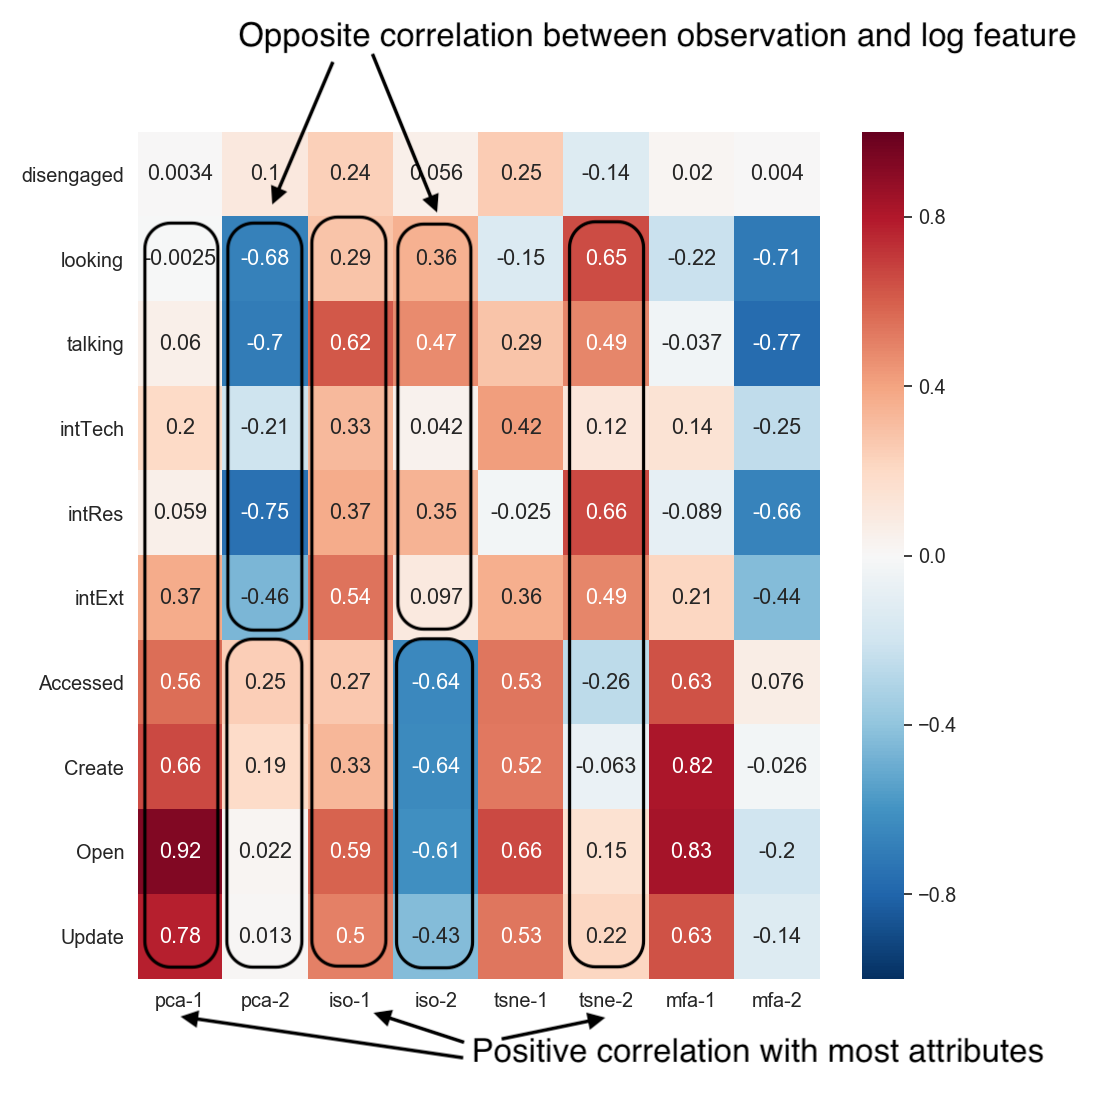 Opposite correlation between observation and log feature
disengaged 0.0034 0.1 0.24 0.056 0.25 -0.14 0.02 0.004
0.8
looking -0.0025 -0.68 0.29 0.36 -0.15 0.65 -0.22 -0.71
talking 0.06 -0.7 0.62 0.47 0.29 0.49 -0.037 -0.77
0.4
intTech 0.2 -0.21 0.33 0.042 0.42 0.12 0.14 -0.25
intRes 0.059 -0.75 0.37 0.35 -0.025 0.66 -0.089 -0.66
0.0
intExt 0.37 -0.46 0.54 0.097 0.36 0.49 0.21 -0.44
Accessed 0.56 0.25 0.27 -0.64 0.53 -0.26 0.63 0.076
−0.4
Create 0.66 0.19 0.33 -0.64 0.52 -0.063 0.82 -0.026
Open 0.92 0.022 0.59 -0.61 0.66 0.15 0.83 -0.2
−0.8
Update 0.78 0.013 0.5 -0.43 0.53 0.22 0.63 -0.14
pca-1 pca-2 iso-1 iso-2 tsne-1 tsne-2 mfa-1 mfa-2
Positive correlation with most attributes